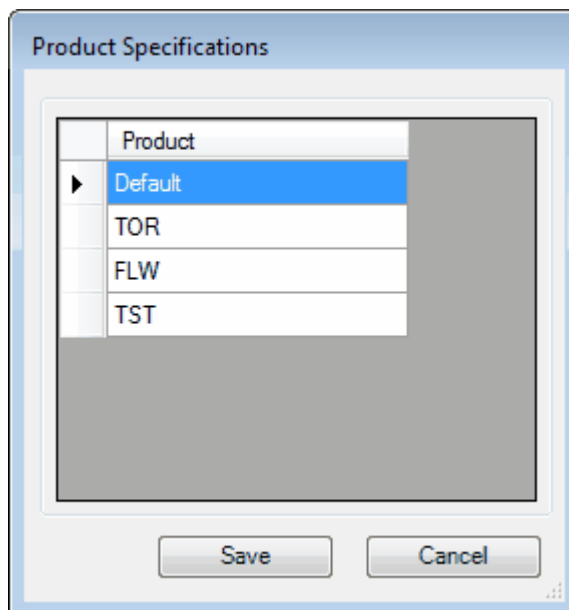 Product Specifications
Product
Default
TOR
FLW
TST
Save Cancel